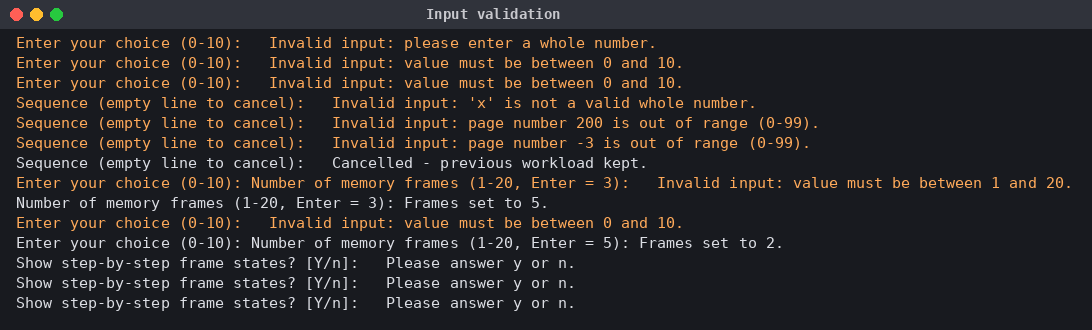 Input validation
Enter your choice (0-10):   Invalid input: please enter a whole number.
Enter your choice (0-10):   Invalid input: value must be between 0 and 10.
Enter your choice (0-10):   Invalid input: value must be between 0 and 10.
Sequence (empty line to cancel):   Invalid input: 'x' is not a valid whole number.
Sequence (empty line to cancel):   Invalid input: page number 200 is out of range (0-99).
Sequence (empty line to cancel):   Invalid input: page number -3 is out of range (0-99).
Sequence (empty line to cancel):   Cancelled - previous workload kept.
Enter your choice (0-10): Number of memory frames (1-20, Enter = 3):   Invalid input: value must be between 1 and 20.
Number of memory frames (1-20, Enter = 3): Frames set to 5.
Enter your choice (0-10):   Invalid input: value must be between 0 and 10.
Enter your choice (0-10): Number of memory frames (1-20, Enter = 5): Frames set to 2.
Show step-by-step frame states? [Y/n]:   Please answer y or n.
Show step-by-step frame states? [Y/n]:   Please answer y or n.
Show step-by-step frame states? [Y/n]:   Please answer y or n.